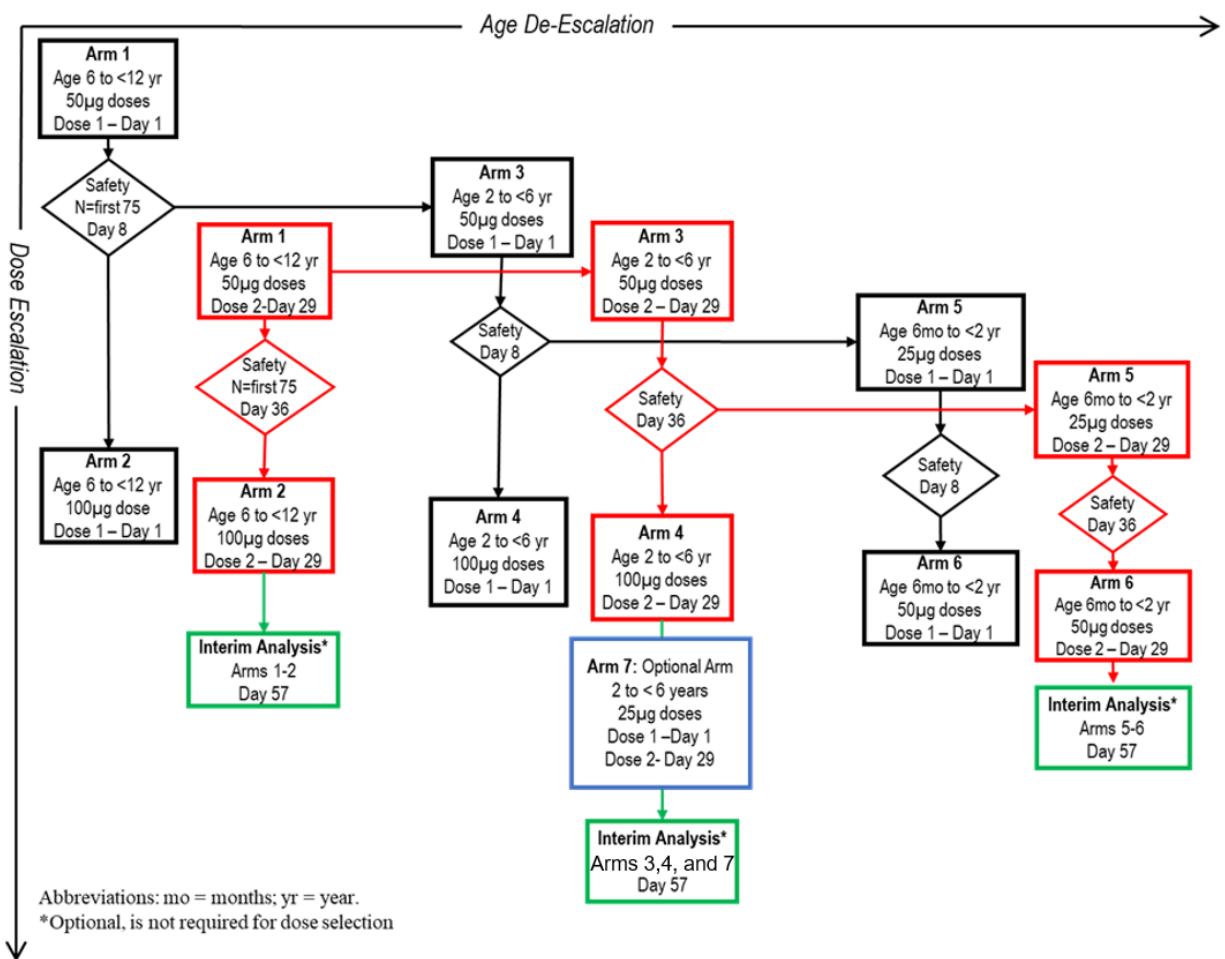 Age De-Escalation
Dose Escalation
Arm 1
Age 6 to <12 yr
50µg doses
Dose 1 – Day 1
Safety
N=first 75
Day 8
Arm 2
Age 6 to <12 yr
100µg dose
Dose 1 – Day 1
Arm 1
Age 6 to <12 yr
50µg doses
Dose 2-Day 29
Safety
N=first 75
Day 36
Arm 2
Age 6 to <12 yr
100µg doses
Dose 2 – Day 29
Interim Analysis*
Arms 1-2
Day 57
Arm 3
Age 2 to <6 yr
50µg doses
Dose 1 – Day 1
Safety
Day 8
Arm 4
Age 2 to <6 yr
100µg doses
Dose 1 – Day 1
Arm 3
Age 2 to <6 yr
50µg doses
Dose 2 – Day 29
Safety
Day 36
Arm 4
Age 2 to <6 yr
100µg doses
Dose 2 – Day 29
Arm 7: Optional Arm
2 to < 6 years
25µg doses
Dose 1 –Day 1
Dose 2- Day 29
Interim Analysis*
Arms 3,4, and 7
Day 57
Arm 5
Age 6mo to <2 yr
25µg doses
Dose 1 – Day 1
Safety
Day 8
Arm 6
Age 6mo to <2 yr
50µg doses
Dose 1 – Day 1
Arm 5
Age 6mo to <2 yr
25µg doses
Dose 2 – Day 29
Safety
Day 36
Arm 6
Age 6mo to <2 yr
50µg doses
Dose 2 – Day 29
Interim Analysis*
Arms 5-6
Day 57
Abbreviations: mo = months; yr = year.
*Optional, is not required for dose selection